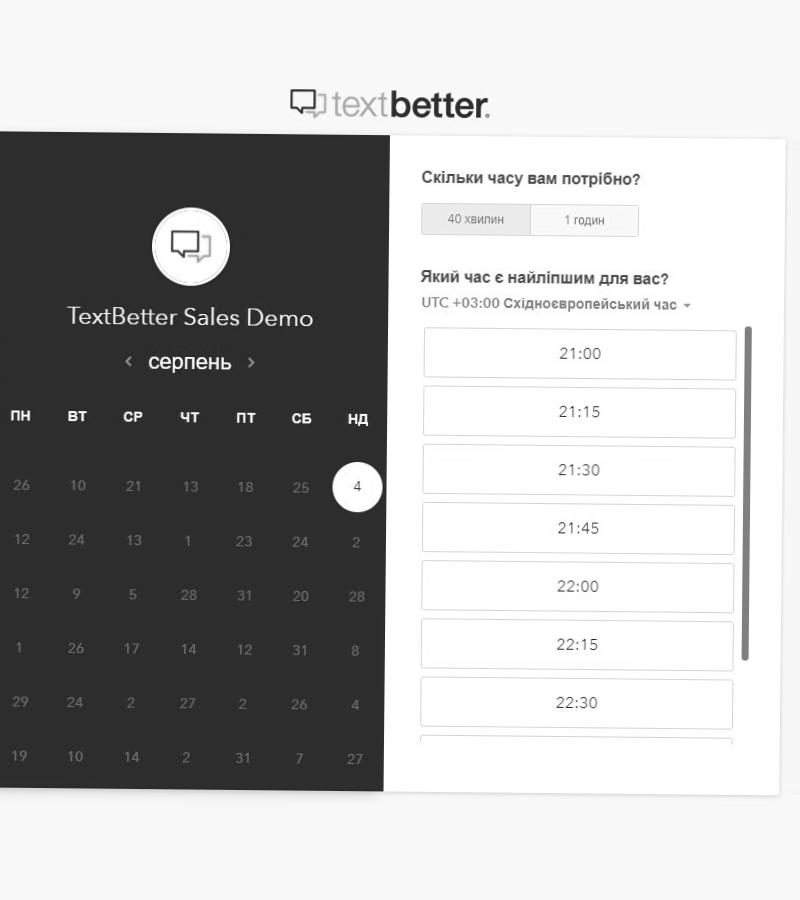 textbetter.
TextBetter Sales Demo
серпень
ПН ВТ СР ЧТ ПТ СБ НД
26 10 21 13 18 25 4
12 24 13 1 23 24 2
12 9 5 28 31 20 28
1 26 17 14 12 31 8
29 24 2 27 2 26 4
19 10 14 2 31 7 27
Скільки часу вам потрібно?
40 хвилин 1 годин
Який час є найліпшим для вас?
UTC +03:00 Східноєвропейський час
21:00
21:15
21:30
21:45
22:00
22:15
22:30